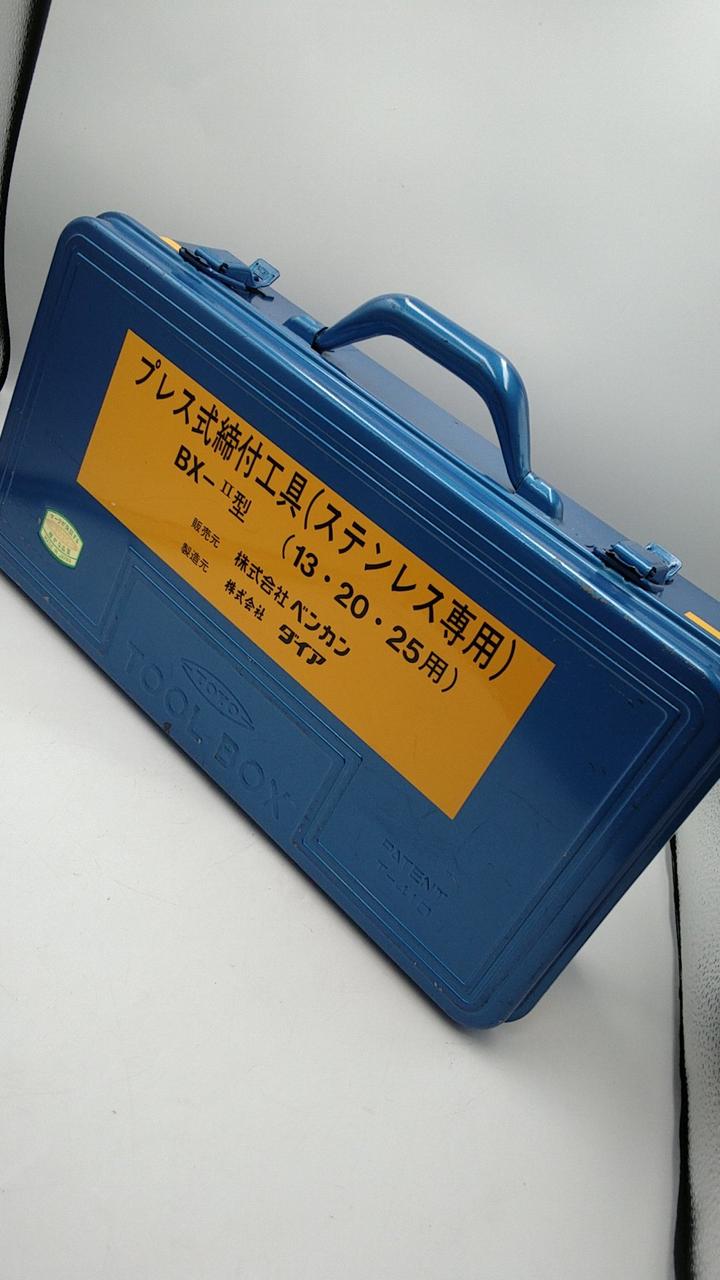 プレス式締付工具(ステンレス専用)
BX-Ⅱ型 (13・20・25用)
販売元 株式会社 ベンカン
製造元 株式会社 ダイア
TOYO
TOOL BOX
PATENT